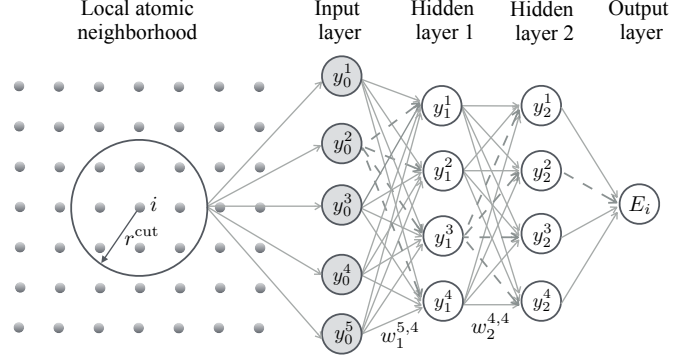 Local atomic
neighborhood
Input
layer
Hidden
layer 1
Hidden
layer 2
Output
layer
i
r^cut
y_0^1
y_0^2
y_0^3
y_0^4
y_0^5
y_1^1
y_1^2
y_1^3
y_1^4
y_2^1
y_2^2
y_2^3
y_2^4
E_i
w_1^{5,4}
w_2^{4,4}